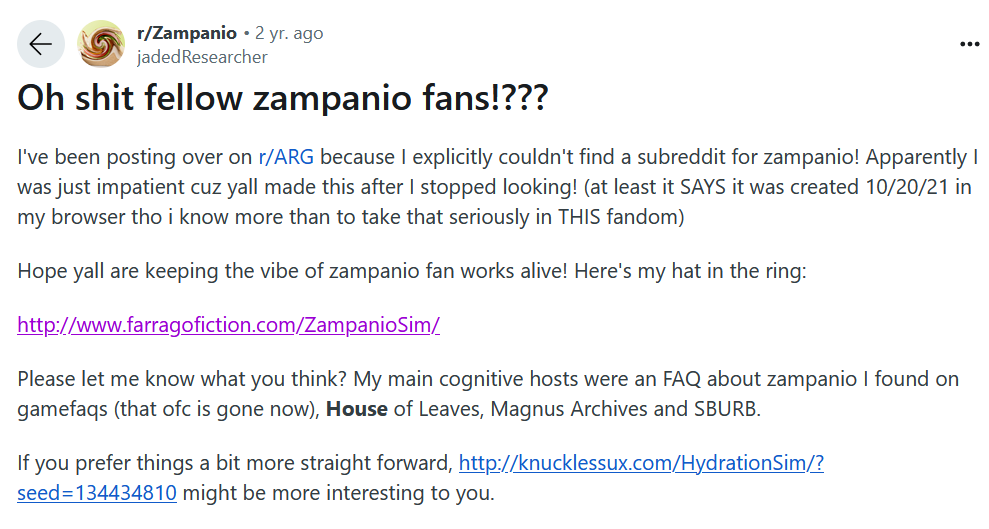 r/Zampanio • 2 yr. ago
jadedResearcher
Oh shit fellow zampanio fans!???
I've been posting over on r/ARG because I explicitly couldn't find a subreddit for zampanio! Apparently I
was just impatient cuz yall made this after I stopped looking! (at least it SAYS it was created 10/20/21 in
my browser tho i know more than to take that seriously in THIS fandom)
Hope yall are keeping the vibe of zampanio fan works alive! Here's my hat in the ring:
http://www.farragofiction.com/ZampanioSim/
Please let me know what you think? My main cognitive hosts were an FAQ about zampanio I found on
gamefaqs (that ofc is gone now), House of Leaves, Magnus Archives and SBURB.
If you prefer things a bit more straight forward, http://knucklessux.com/HydrationSim/?
seed=134434810 might be more interesting to you.